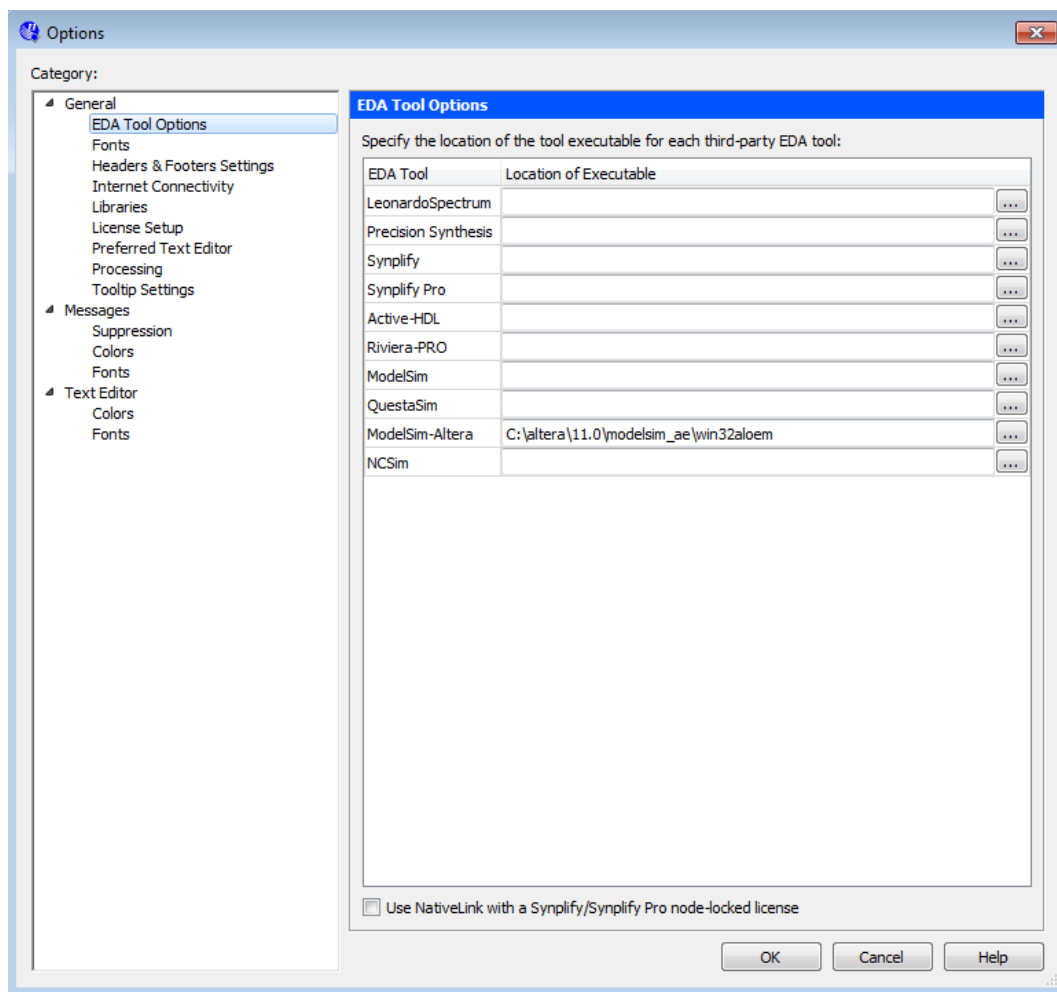 Options
Category:
General
EDA Tool Options
Fonts
Headers & Footers Settings
Internet Connectivity
Libraries
License Setup
Preferred Text Editor
Processing
Tooltip Settings
Messages
Suppression
Colors
Fonts
Text Editor
Colors
Fonts
EDA Tool Options
Specify the location of the tool executable for each third-party EDA tool:
EDA Tool Location of Executable
LeonardoSpectrum ...
Precision Synthesis ...
Synplify ...
Synplify Pro ...
Active-HDL ...
Riviera-PRO ...
ModelSim ...
QuestaSim ...
ModelSim-Altera C:\altera\11.0\modelsim_ae\win32aloem ...
NCSim ...
Use NativeLink with a Synplify/Synplify Pro node-locked license
OK Cancel Help